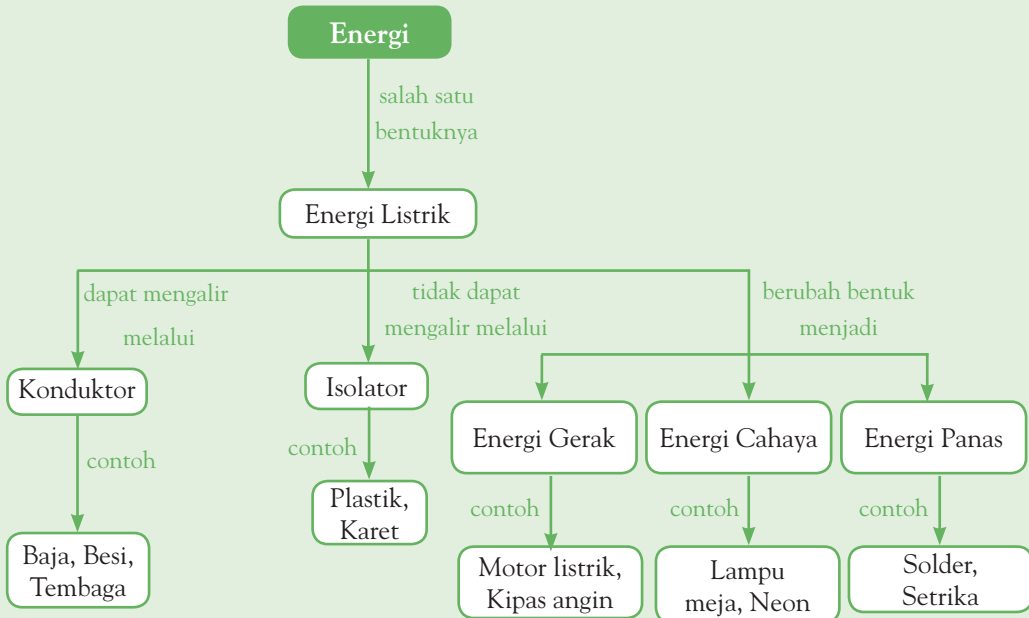 Energi
salah satu
bentuknya
Energi Listrik
dapat mengalir
melalui
tidak dapat
mengalir melalui
berubah bentuk
menjadi
Konduktor
Isolator
Energi Gerak
Energi Cahaya
Energi Panas
contoh
contoh
contoh
contoh
contoh
Baja, Besi,
Tembaga
Plastik,
Karet
Motor listrik,
Kipas angin
Lampu
meja, Neon
Solder,
Setrika